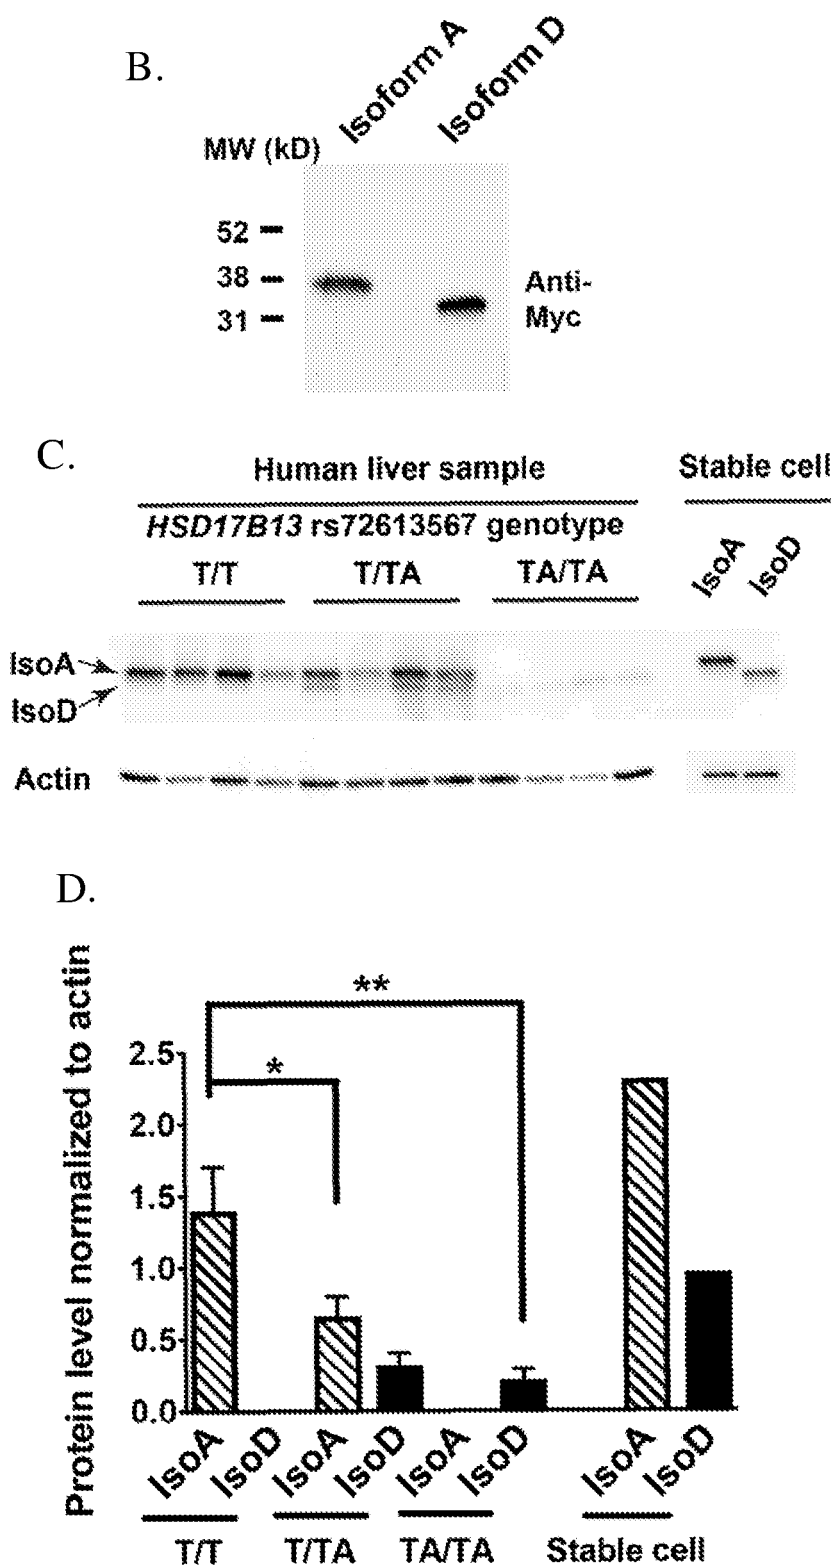 B.
Isoform A
Isoform D
MW (kD)
52
38
31
Anti-
Myc
C.
Human liver sample
Stable cell
HSD17B13 rs72613567 genotype
T/T
T/TA
TA/TA
IsoA
IsoD
IsoA
IsoD
Actin
D.
Protein level normalized to actin
**
*
2.5
2.0
1.5
1.0
0.5
0.0
IsoA
IsoD
IsoA
IsoD
IsoA
IsoD
IsoA
IsoD
T/T
T/TA
TA/TA
Stable cell